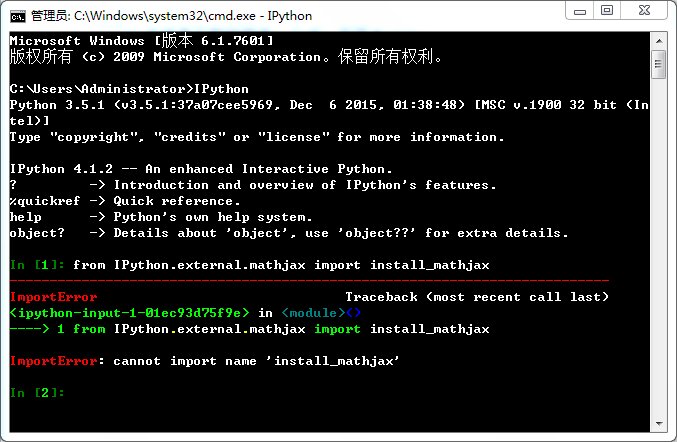 管理员: C:\Windows\system32\cmd.exe - IPython
Microsoft Windows [版本 6.1.7601]
版权所有 (c) 2009 Microsoft Corporation。保留所有权利。
C:\Users\Administrator>IPython
Python 3.5.1 (v3.5.1:37a07cee5969, Dec  6 2015, 01:38:48) [MSC v.1900 32 bit (In
tel)]
Type "copyright", "credits" or "license" for more information.
IPython 4.1.2 -- An enhanced Interactive Python.
?         -> Introduction and overview of IPython's features.
%quickref -> Quick reference.
help      -> Python's own help system.
object?   -> Details about 'object', use 'object??' for extra details.
In [1]: from IPython.external.mathjax import install_mathjax
---------------------------------------------------------------------------
ImportError                               Traceback (most recent call last)
<ipython-input-1-01ec93d75f9e> in <module>()
----> 1 from IPython.external.mathjax import install_mathjax
ImportError: cannot import name 'install_mathjax'
In [2]: